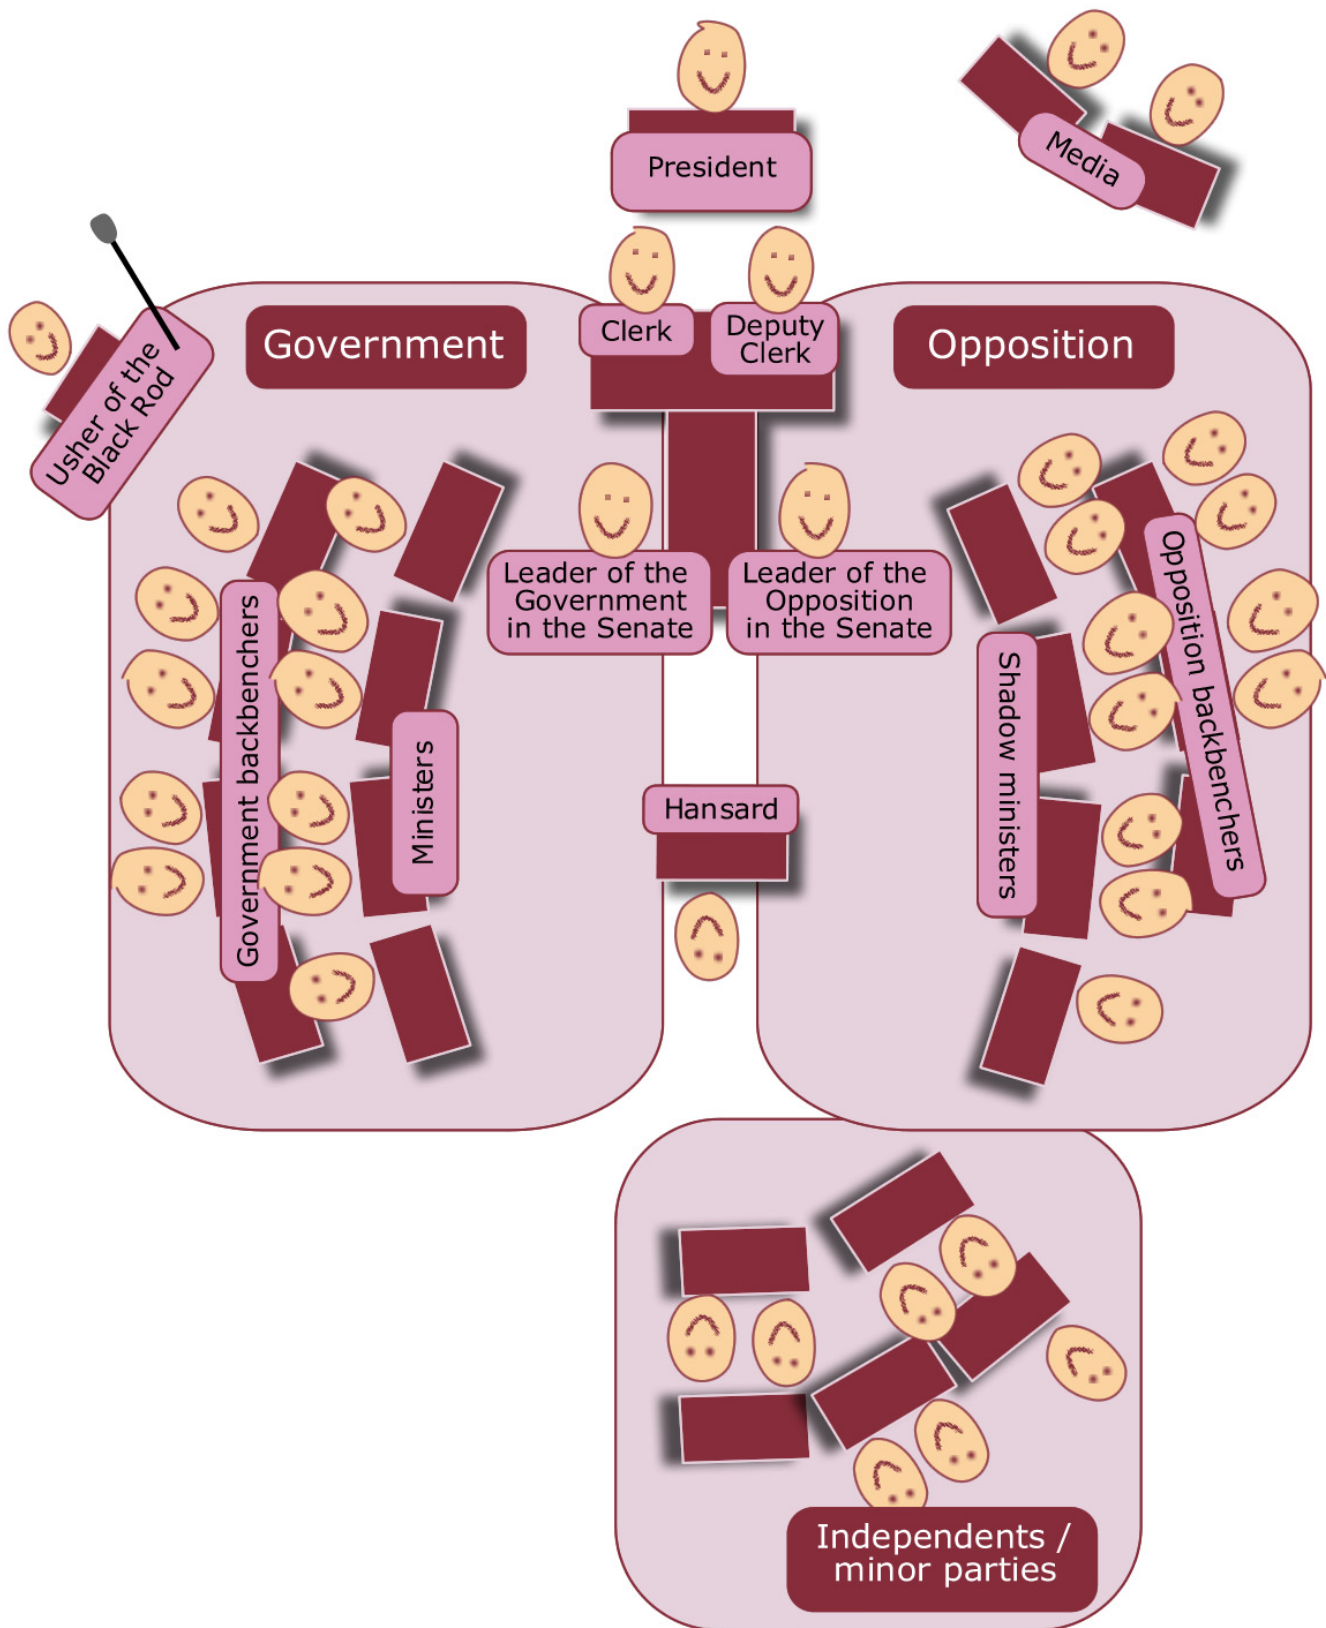 President
Media
Usher of the
Black Rod
Government
Clerk
Deputy
Clerk
Opposition
Leader of the
Government
in the Senate
Leader of the
Opposition
in the Senate
Government backbenchers
Ministers
Hansard
Shadow ministers
Opposition backbenchers
Independents /
minor parties